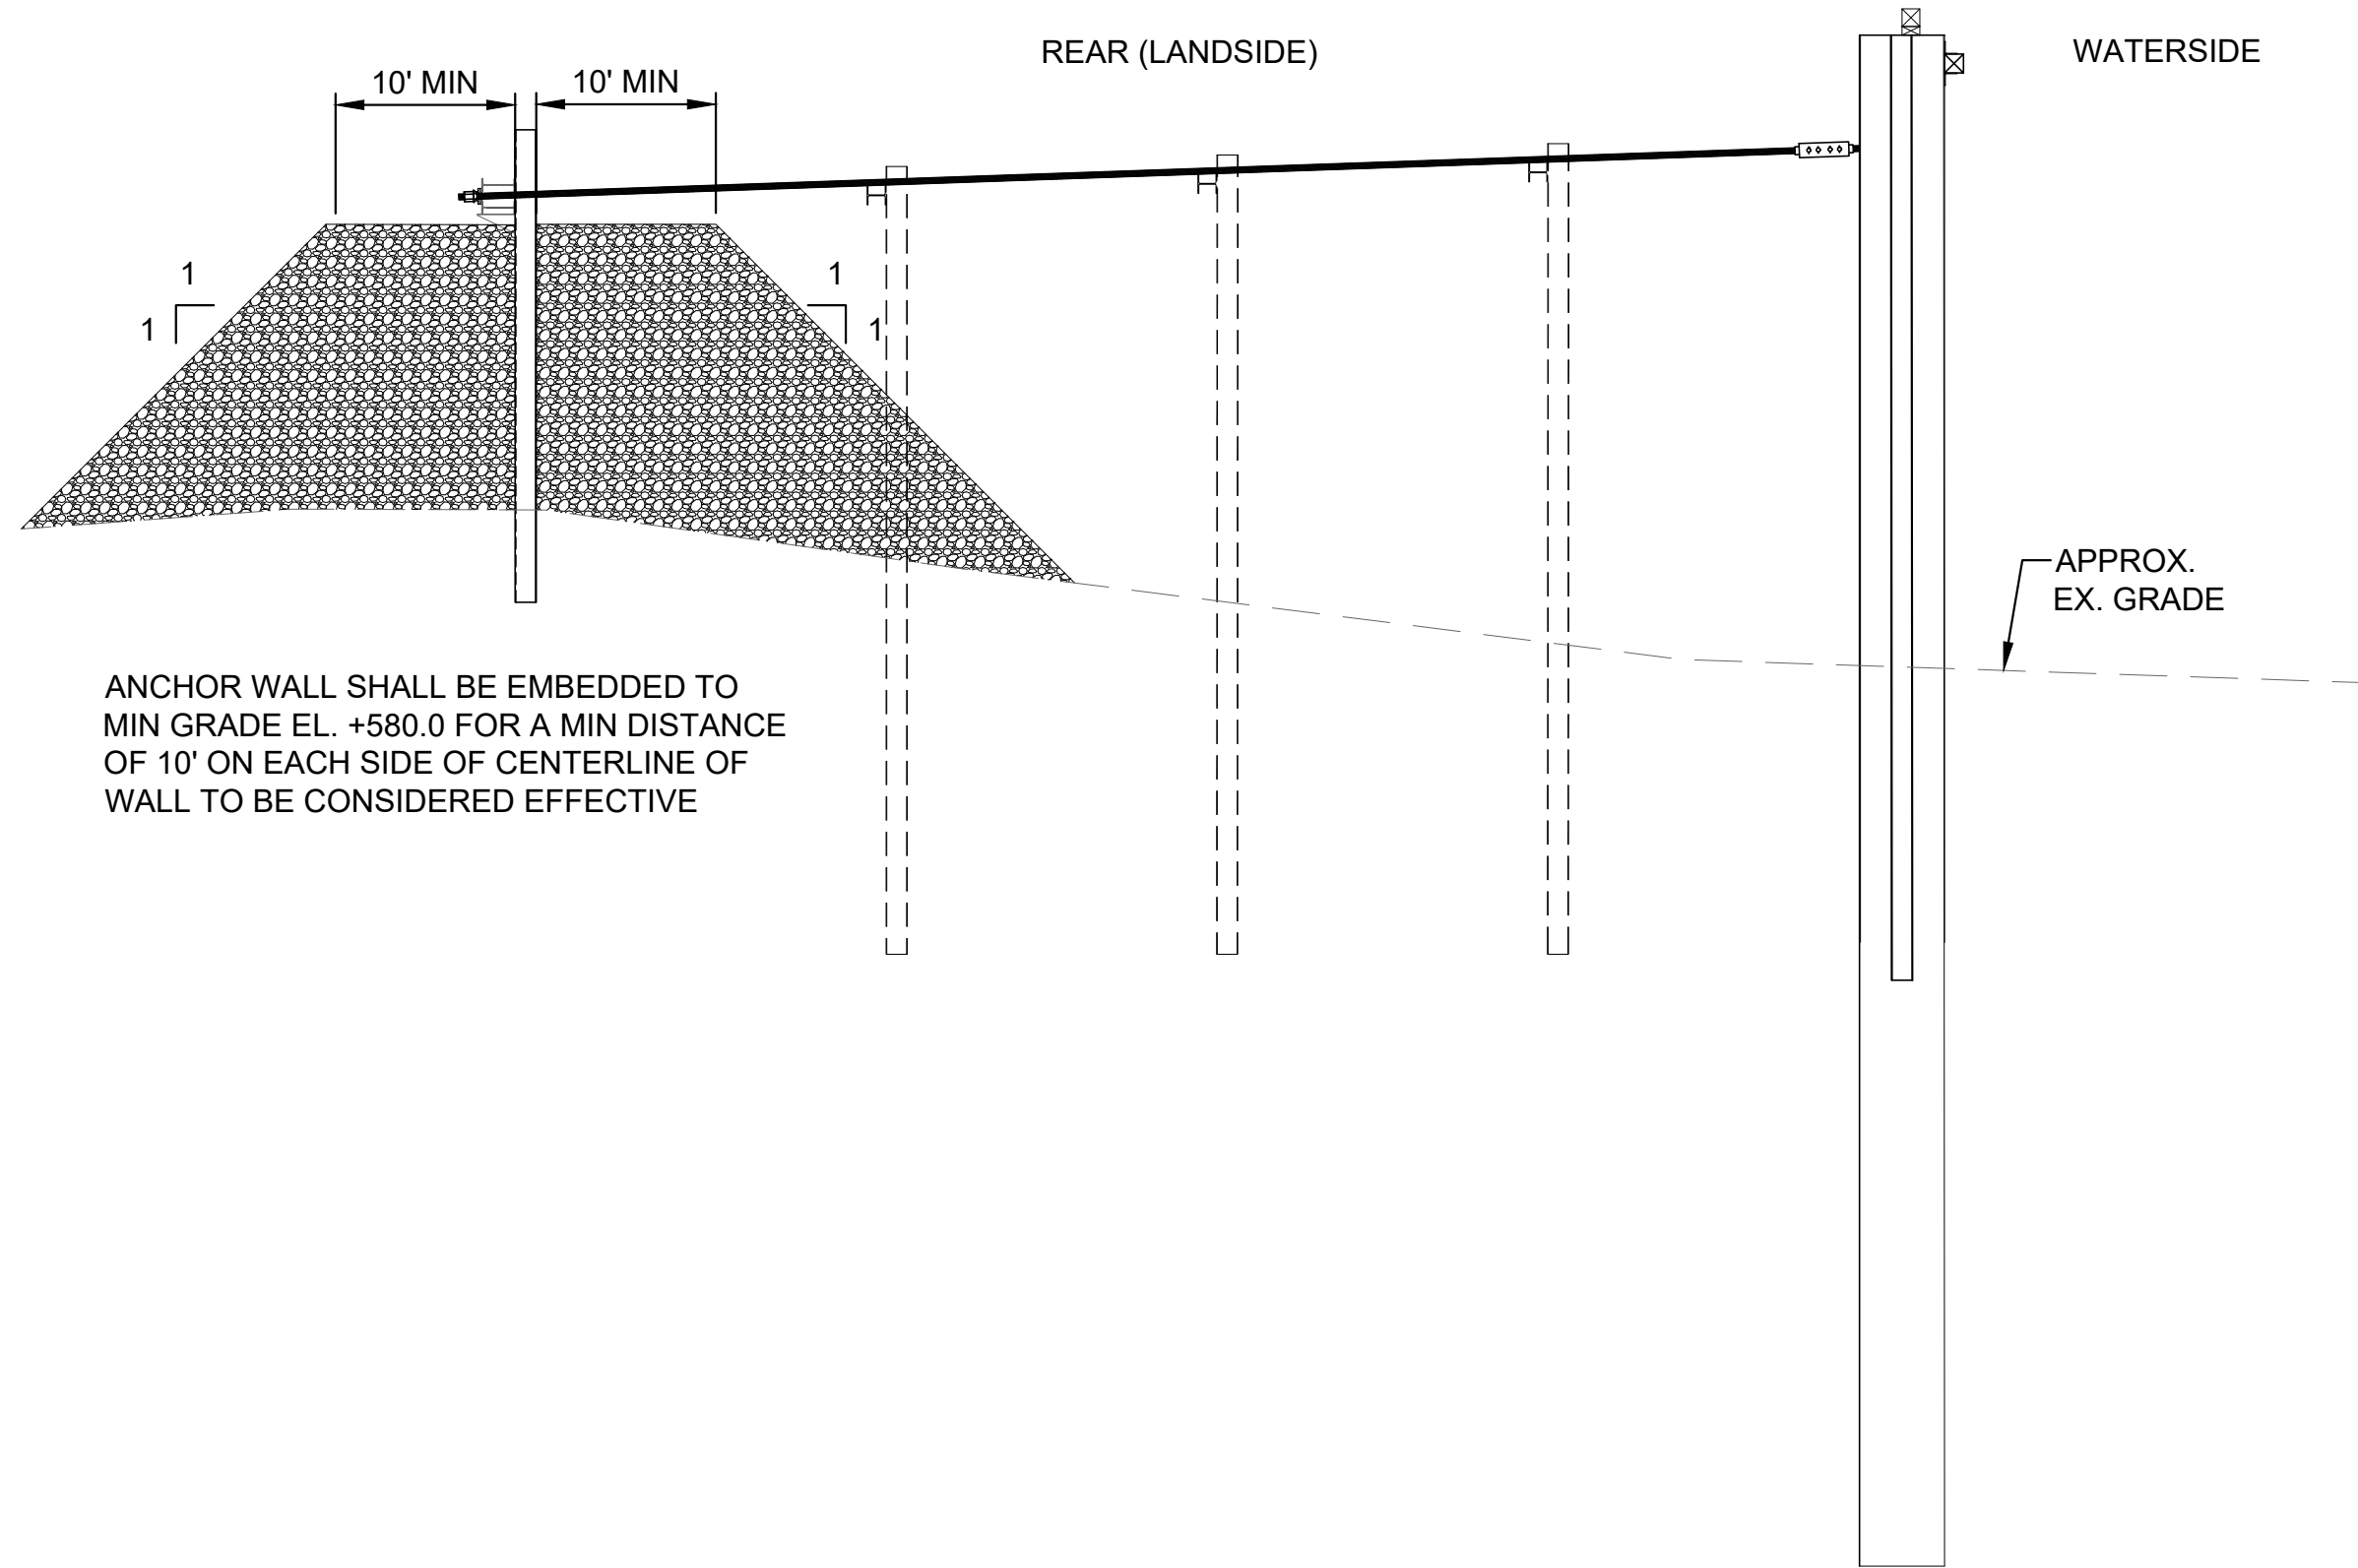 REAR (LANDSIDE)
WATERSIDE
10' MIN
10' MIN
1
1
1
1
APPROX.
EX. GRADE
ANCHOR WALL SHALL BE EMBEDDED TO
MIN GRADE EL. +580.0 FOR A MIN DISTANCE
OF 10' ON EACH SIDE OF CENTERLINE OF
WALL TO BE CONSIDERED EFFECTIVE